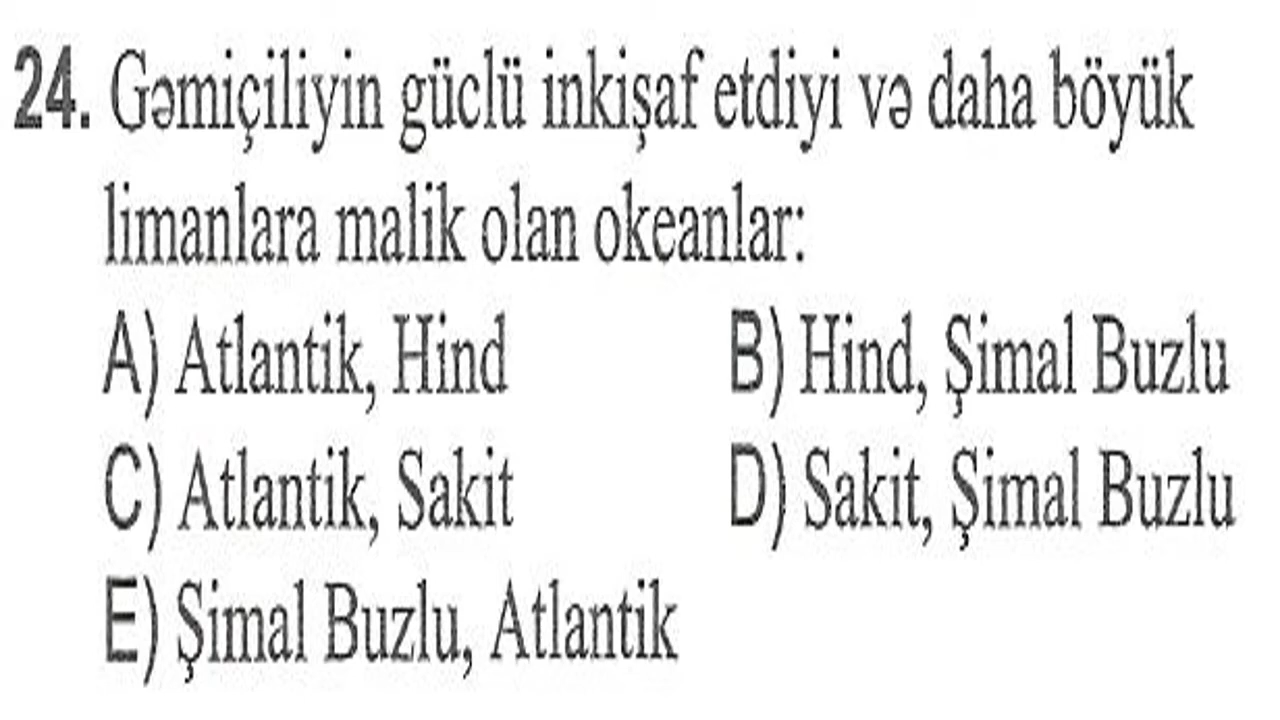 24. Gəmiçiliyin güclü inkişaf etdiyi və daha böyük
limanlara malik olan okeanlar:
A) Atlantik, Hind B) Hind, Şimal Buzlu
C) Atlantik, Sakit D) Sakit, Şimal Buzlu
E) Şimal Buzlu, Atlantik